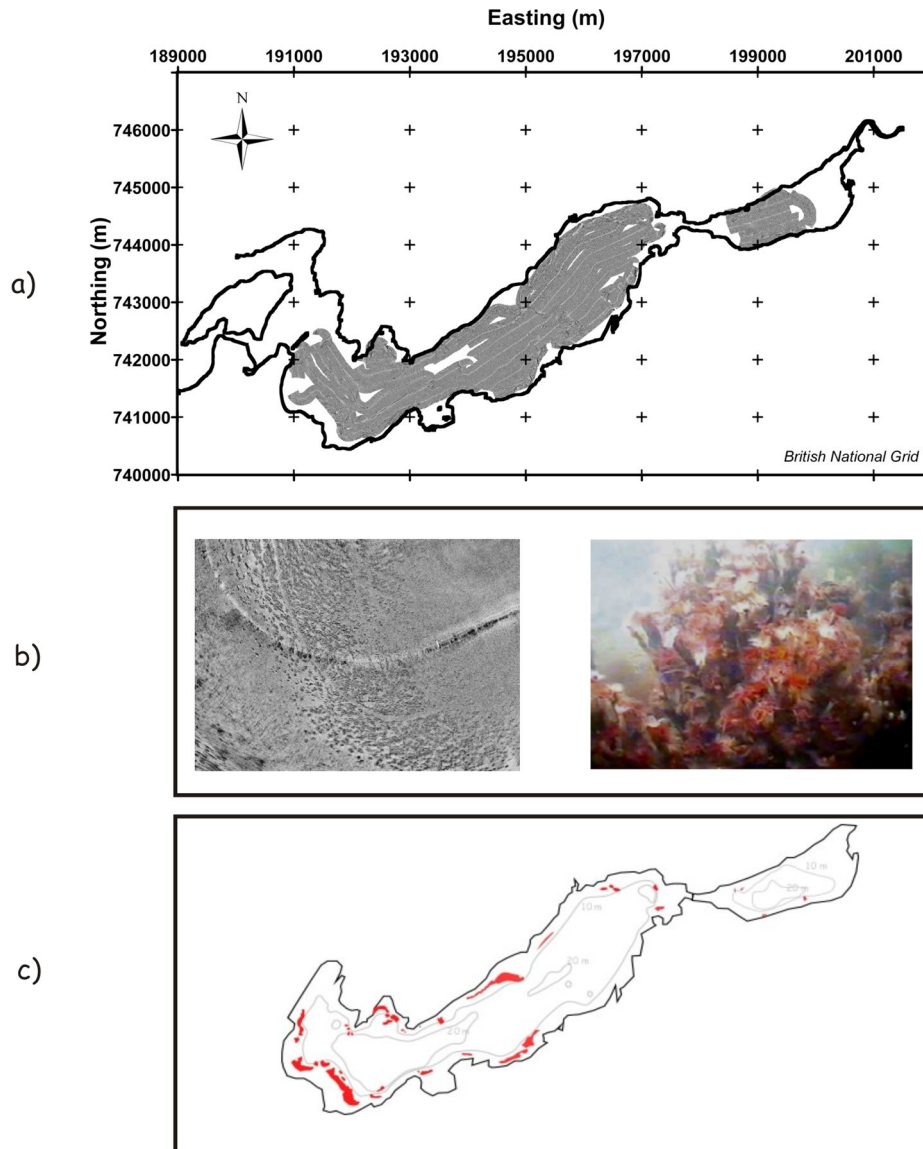 Easting (m)
189000 191000 193000 195000 197000 199000 201000
N
746000
745000
744000
743000
742000
741000
740000
Northing (m)
British National Grid
a)
b)
c)
10 m
20 m
10 m
20 m
20 m